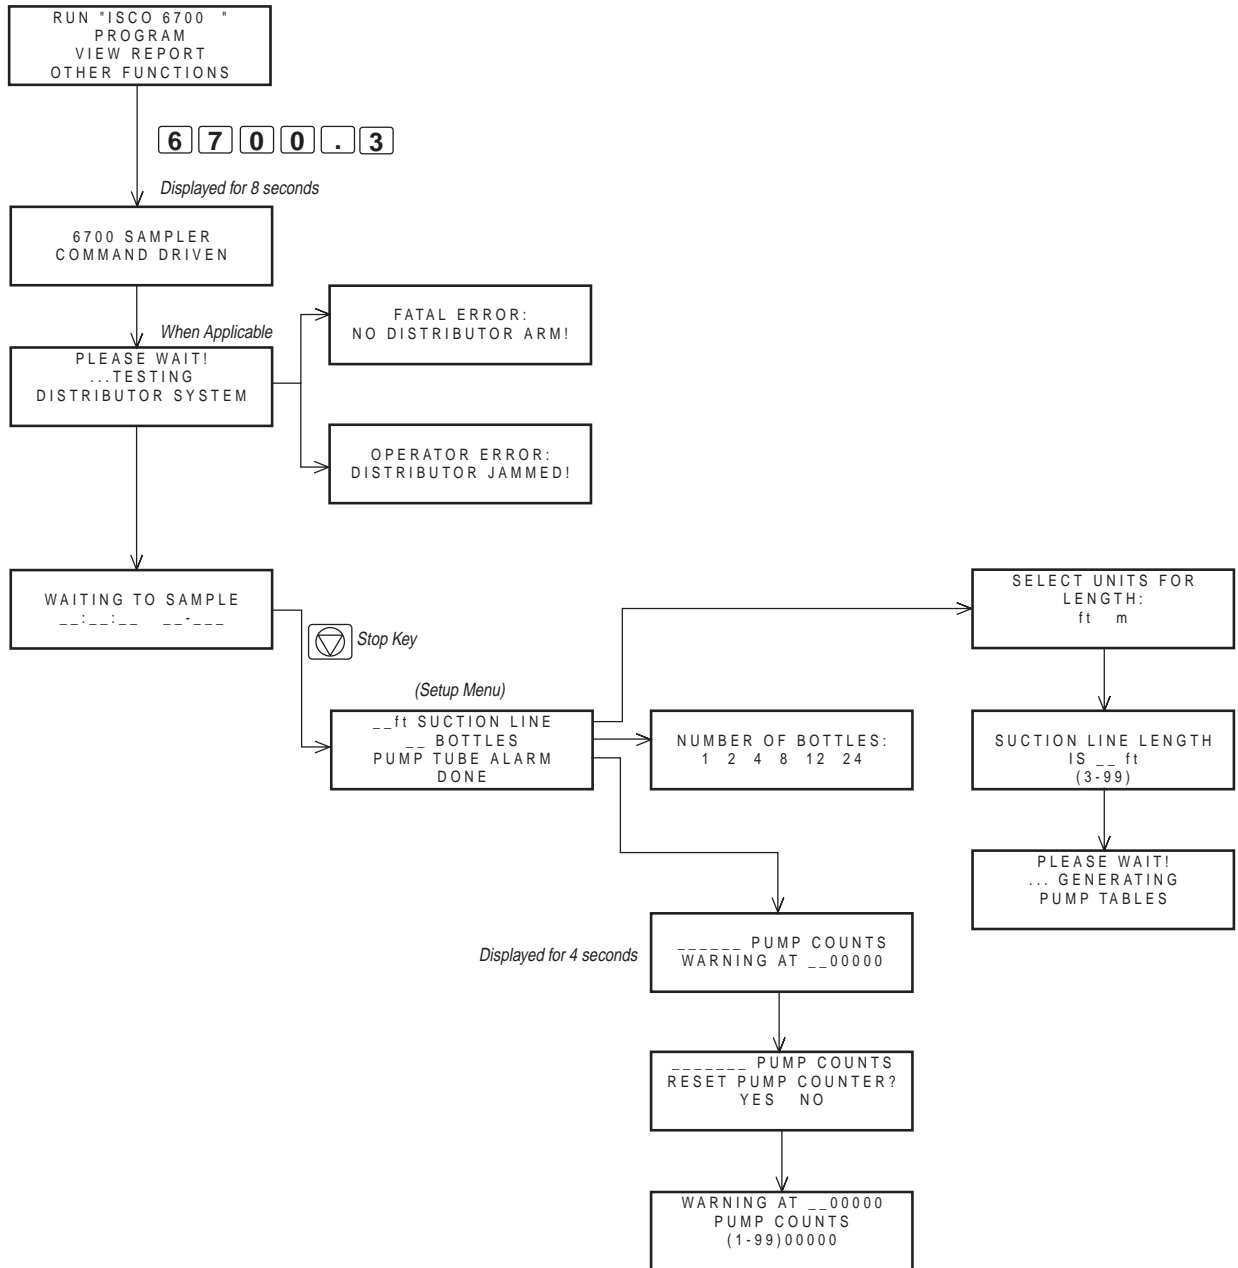 RUN "ISCO 6700 "
PROGRAM
VIEW REPORT
OTHER FUNCTIONS
6 7 0 0 . 3
Displayed for 8 seconds
6700 SAMPLER
COMMAND DRIVEN
When Applicable
PLEASE WAIT!
...TESTING
DISTRIBUTOR SYSTEM
FATAL ERROR:
NO DISTRIBUTOR ARM!
OPERATOR ERROR:
DISTRIBUTOR JAMMED!
WAITING TO SAMPLE
__:__:__ __-___
Stop Key
(Setup Menu)
__ft SUCTION LINE
__ BOTTLES
PUMP TUBE ALARM
DONE
NUMBER OF BOTTLES:
1 2 4 8 12 24
SELECT UNITS FOR
LENGTH:
ft m
SUCTION LINE LENGTH
IS __ ft
(3-99)
PLEASE WAIT!
... GENERATING
PUMP TABLES
Displayed for 4 seconds
______ PUMP COUNTS
WARNING AT __00000
_______ PUMP COUNTS
RESET PUMP COUNTER?
YES NO
WARNING AT __00000
PUMP COUNTS
(1-99)00000